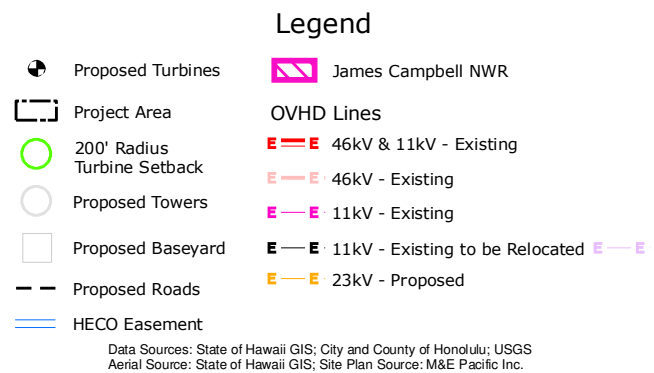 Legend
Proposed Turbines
Project Area
200' Radius
Turbine Setback
Proposed Towers
Proposed Baseyard
Proposed Roads
HECO Easement
James Campbell NWR
OVHD Lines
E E 46kV & 11kV - Existing
E E 46kV - Existing
E E 11kV - Existing
E E 11kV - Existing to be Relocated E E
E E 23kV - Proposed
Data Sources: State of Hawaii GIS; City and County of Honolulu; USGS
Aerial Source: State of Hawaii GIS; Site Plan Source: M&E Pacific Inc.